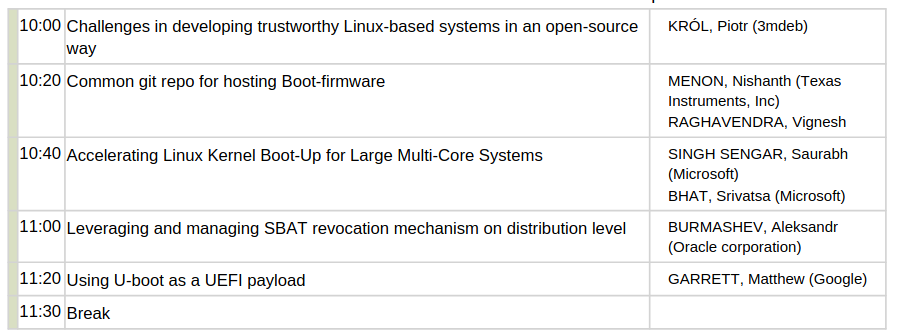 10:00 Challenges in developing trustworthy Linux-based systems in an open-source KRÓL, Piotr (3mdeb)
way
10:20 Common git repo for hosting Boot-firmware MENON, Nishanth (Texas
Instruments, Inc)
RAGHAVENDRA, Vignesh
10:40 Accelerating Linux Kernel Boot-Up for Large Multi-Core Systems SINGH SENGAR, Saurabh
(Microsoft)
BHAT, Srivatsa (Microsoft)
11:00 Leveraging and managing SBAT revocation mechanism on distribution level BURMASHEV, Aleksandr
(Oracle corporation)
11:20 Using U-boot as a UEFI payload GARRETT, Matthew (Google)
11:30 Break